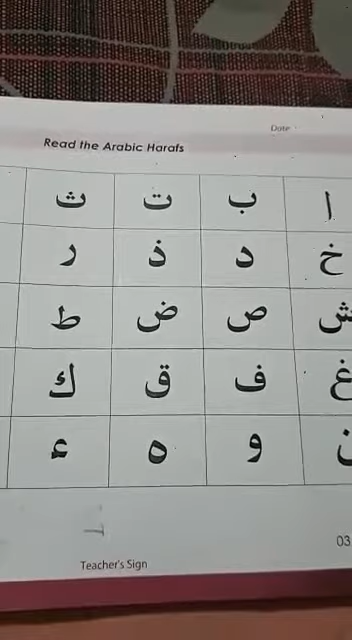 Date
Read the Arabic Harafs
ا ب ت ث
خ د ذ ر
ش ص ض ط
غ ف ق ك
ن و ه ء
03
Teacher's Sign